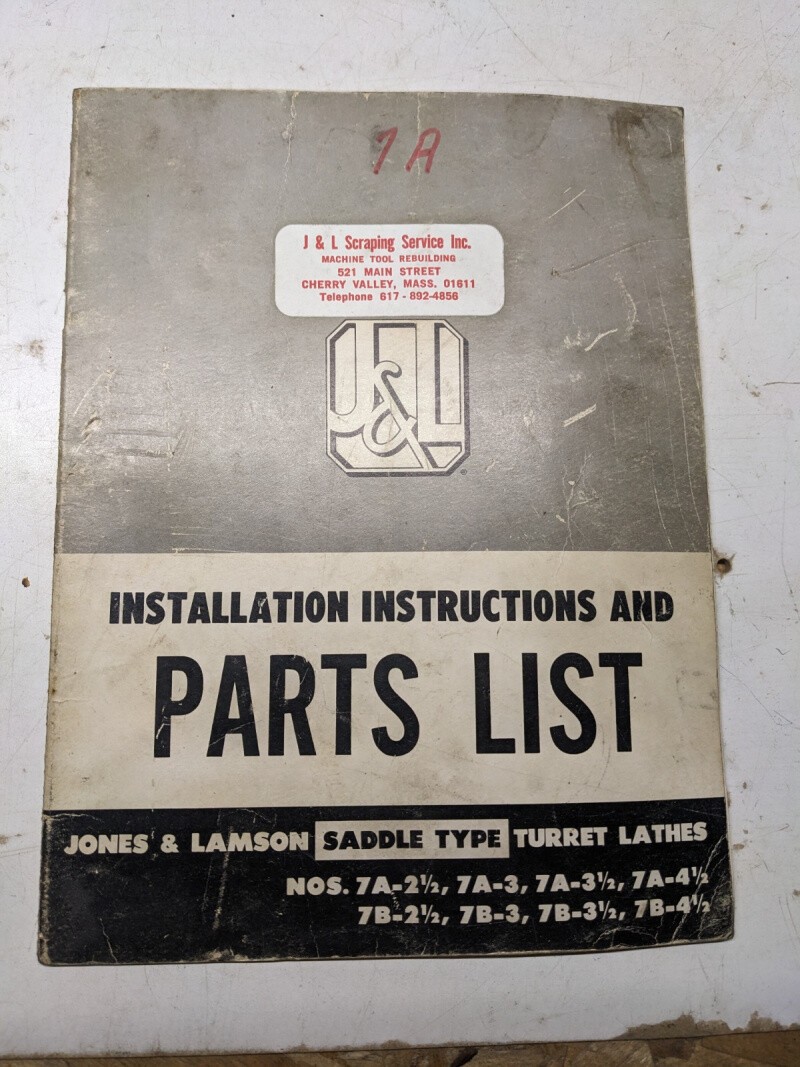 7A
J & L Scraping Service Inc.
MACHINE TOOL REBUILDING
521 MAIN STREET
CHERRY VALLEY, MASS. 01611
Telephone 617-892-4856
J&L
®
INSTALLATION INSTRUCTIONS AND
PARTS LIST
JONES & LAMSON SADDLE TYPE TURRET LATHES
NOS. 7A-2½, 7A-3, 7A-3½, 7A-4½
7B-2½, 7B-3, 7B-3½, 7B-4½